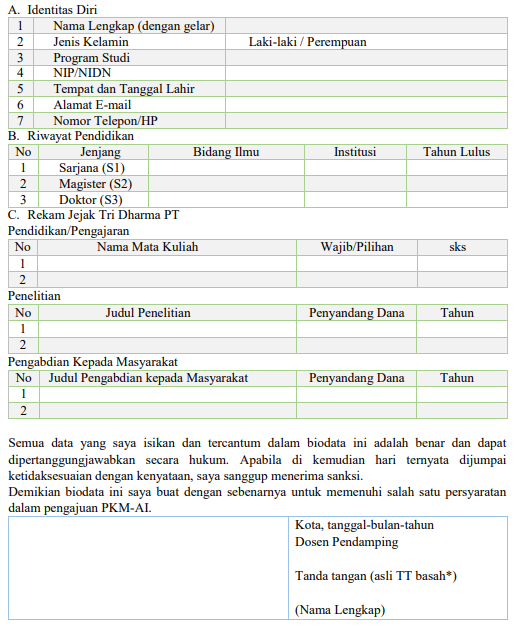 A. Identitas Diri
1 Nama Lengkap (dengan gelar)
2 Jenis Kelamin Laki-laki / Perempuan
3 Program Studi
4 NIP/NIDN
5 Tempat dan Tanggal Lahir
6 Alamat E-mail
7 Nomor Telepon/HP
B. Riwayat Pendidikan
No Jenjang Bidang Ilmu Institusi Tahun Lulus
1 Sarjana (S1)
2 Magister (S2)
3 Doktor (S3)
C. Rekam Jejak Tri Dharma PT
Pendidikan/Pengajaran
No Nama Mata Kuliah Wajib/Pilihan sks
1
2
Penelitian
No Judul Penelitian Penyandang Dana Tahun
1
2
Pengabdian Kepada Masyarakat
No Judul Pengabdian kepada Masyarakat Penyandang Dana Tahun
1
2
Semua data yang saya isikan dan tercantum dalam biodata ini adalah benar dan dapat
dipertanggungjawabkan secara hukum. Apabila di kemudian hari ternyata dijumpai
ketidaksesuaian dengan kenyataan, saya sanggup menerima sanksi.
Demikian biodata ini saya buat dengan sebenarnya untuk memenuhi salah satu persyaratan
dalam pengajuan PKM-AI.
Kota, tanggal-bulan-tahun
Dosen Pendamping
Tanda tangan (asli TT basah*)
(Nama Lengkap)